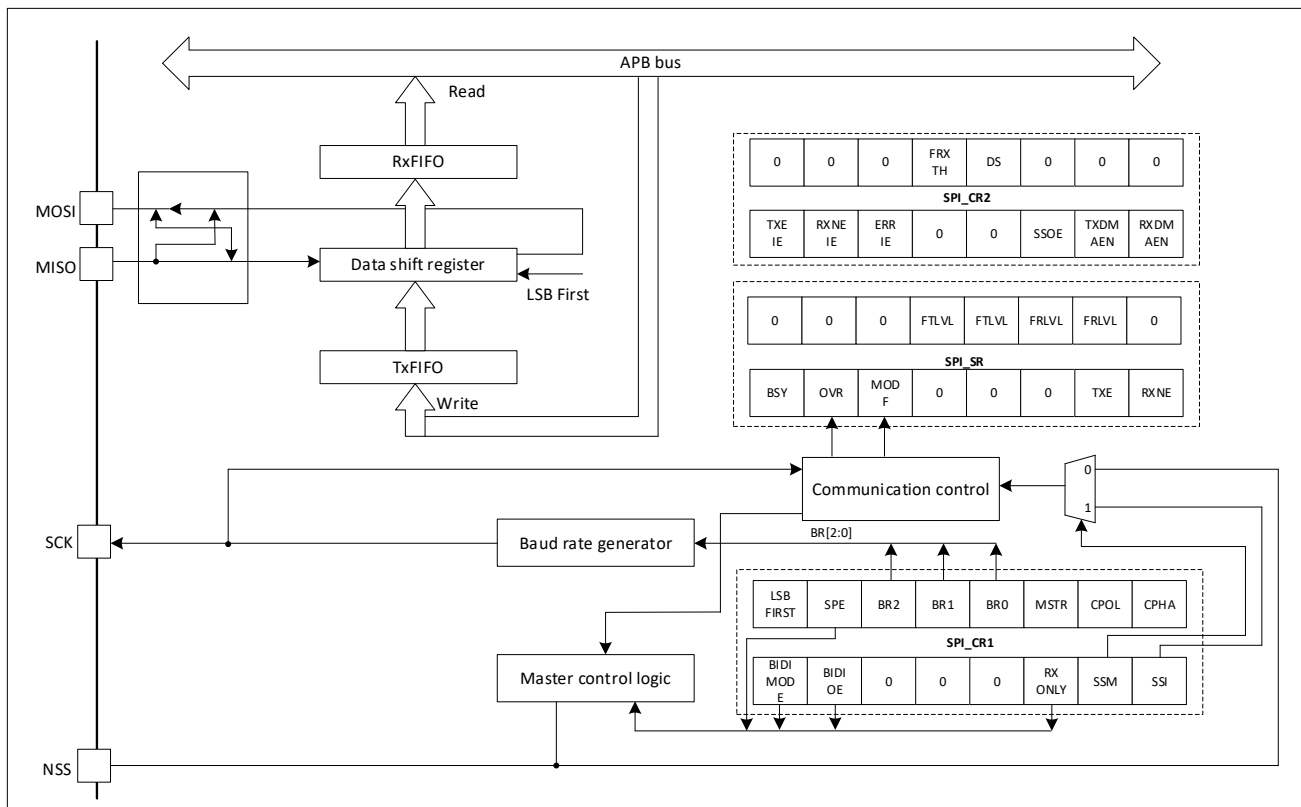 APB bus
Read
RxFIFO
0 0 0 FRX TH DS 0 0 0
SPI_CR2
TXE IE RXNE IE ERR IE 0 0 SSOE TXDM AEN RXDM AEN
MOSI
MISO
Data shift register
LSB First
0 0 0 FTLVL FTLVL FRLVL FRLVL 0
SPI_SR
TxFIFO
BSY OVR MOD F 0 0 0 TXE RXNE
Write
Communication control
0
1
SCK
Baud rate generator
BR[2:0]
LSB FIRST SPE BR2 BR1 BR0 MSTR CPOL CPHA
SPI_CR1
Master control logic
BIDI MOD E BIDI OE 0 0 0 RX ONLY SSM SSI
NSS